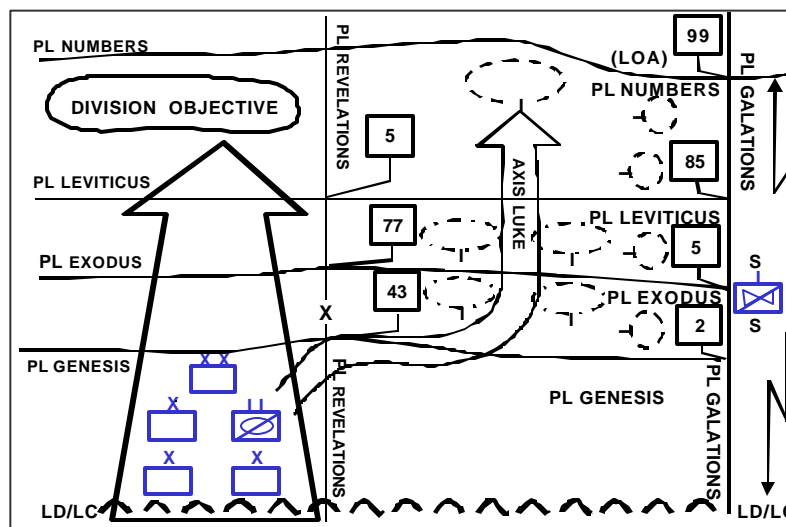 PL NUMBERS
PL REVELATIONS
(LOA)
99
PL NUMBERS
PL GALATIONS
DIVISION OBJECTIVE
5
AXIS LUKE
85
PL LEVITICUS
PL LEVITICUS
77
PL EXODUS
5
S
I
S
43
PL EXODUS
X
2
PL GENESIS
X X
PL REVELATIONS
PL GENESIS
PL GALATIONS
X
I I
X
X
LD/LC
LD/LC